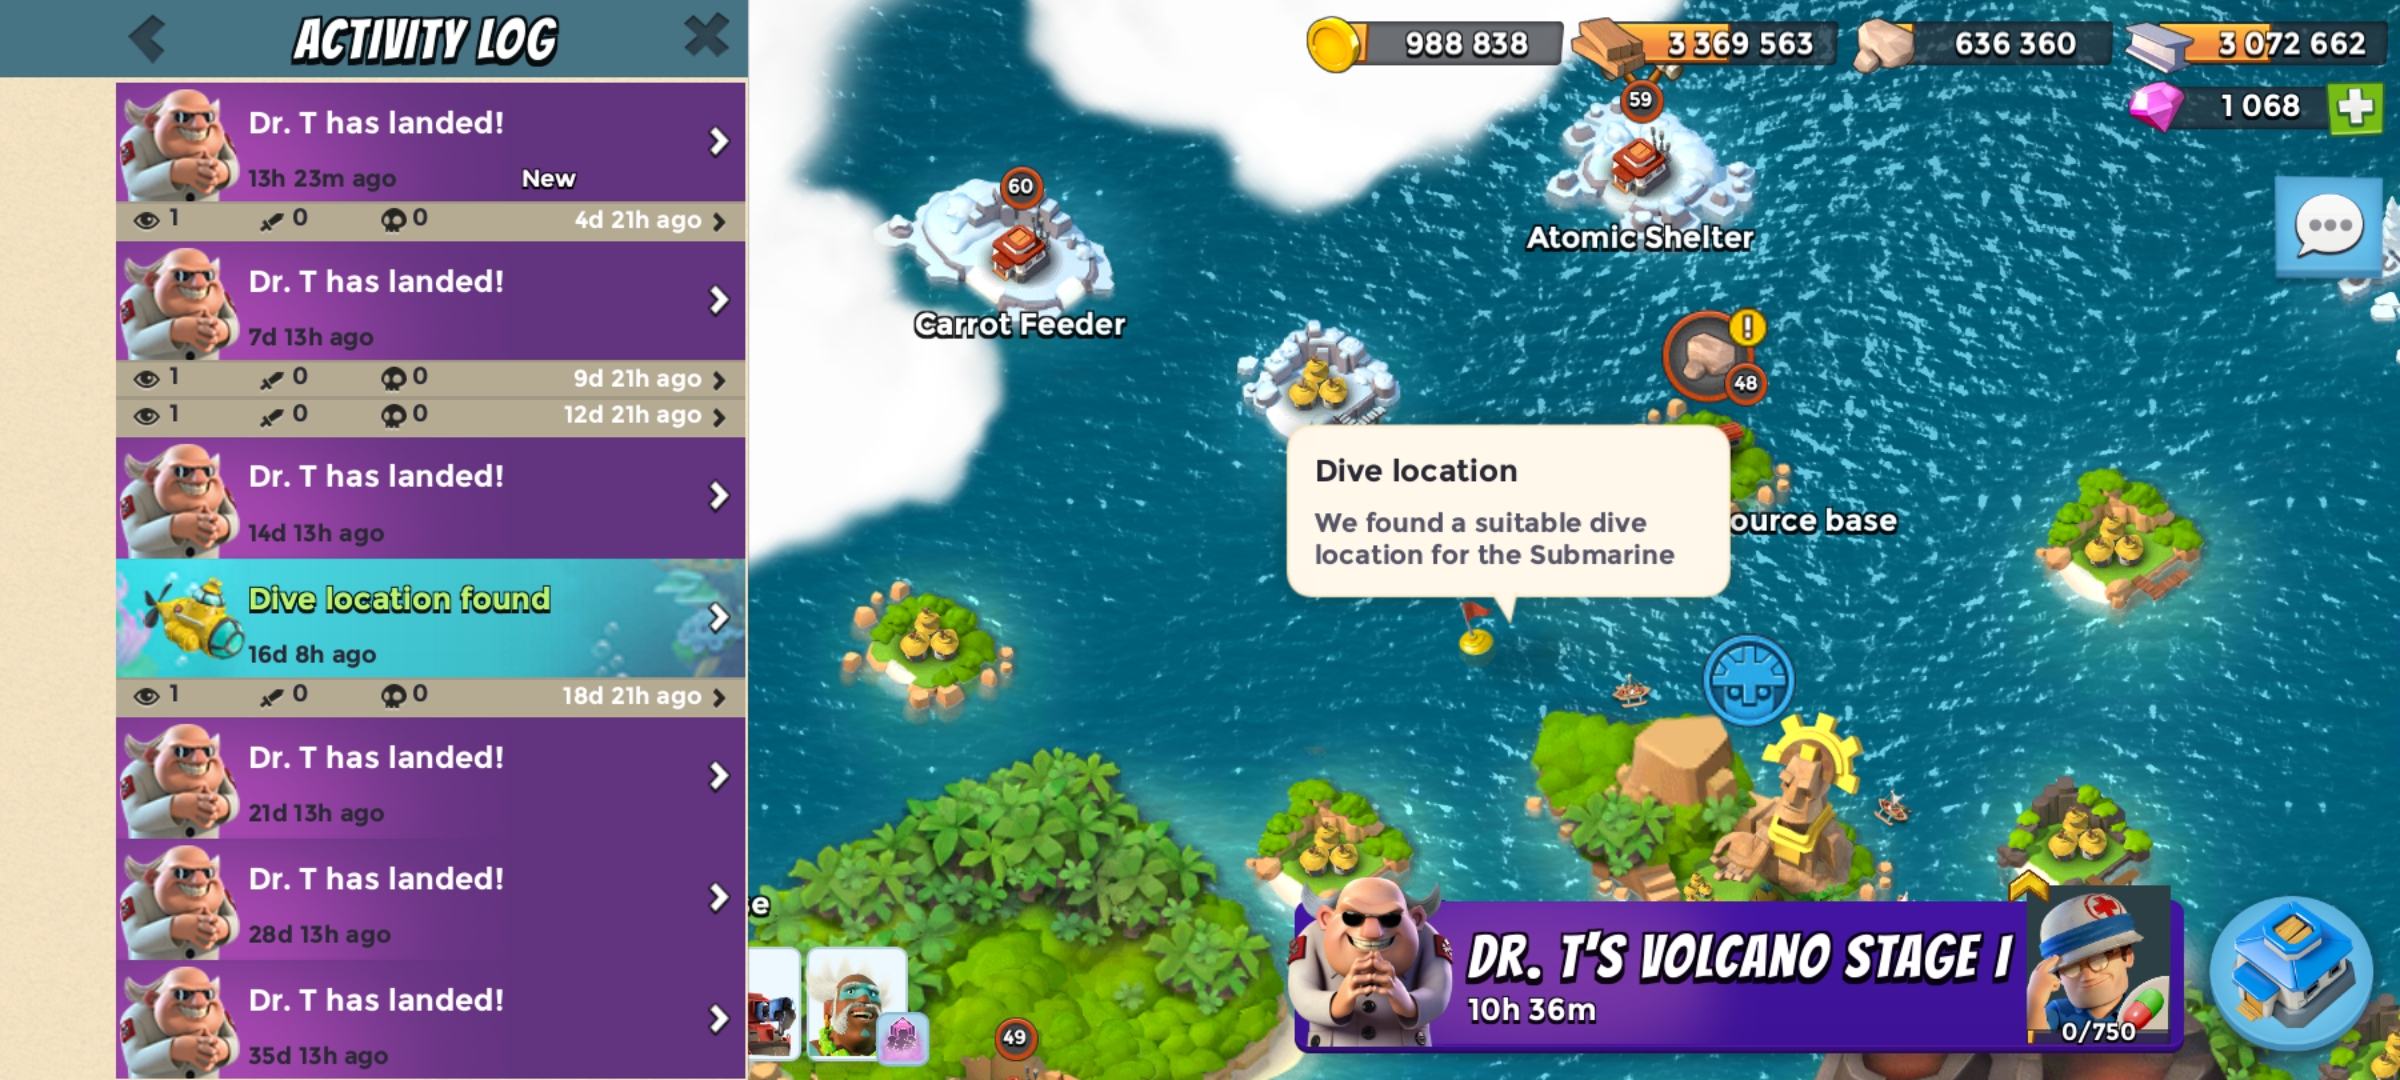 ACTIVITY LOG
Dr. T has landed!
13h 23m ago
New
1 0 0 4d 21h ago
Dr. T has landed!
7d 13h ago
1 0 0 9d 21h ago
1 0 0 12d 21h ago
Dr. T has landed!
14d 13h ago
Dive location found
16d 8h ago
1 0 0 18d 21h ago
Dr. T has landed!
21d 13h ago
Dr. T has landed!
28d 13h ago
Dr. T has landed!
35d 13h ago
988 838
3 369 563
636 360
3 072 662
1 068
59
Atomic Shelter
60
Carrot Feeder
!
48
Dive location
We found a suitable dive
location for the Submarine
ource base
e
49
DR. T'S VOLCANO STAGE I
10h 36m
0/750